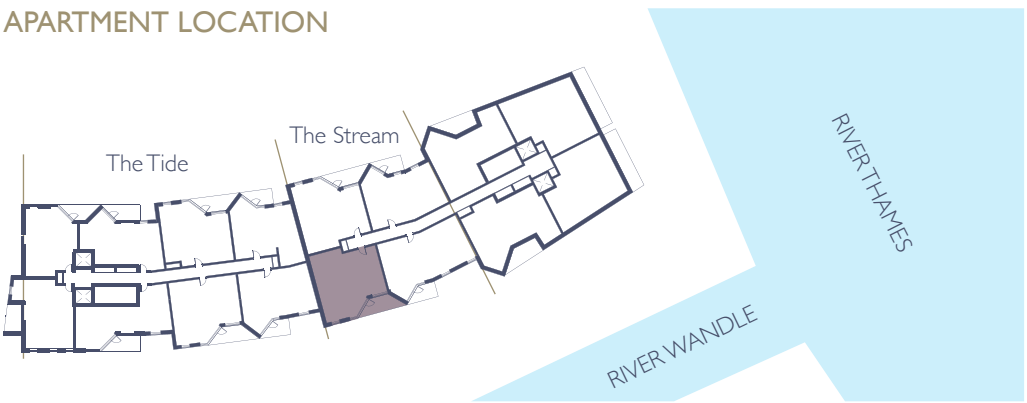 APARTMENT LOCATION
The Stream
The Tide
RIVER THAMES
RIVER WANDLE